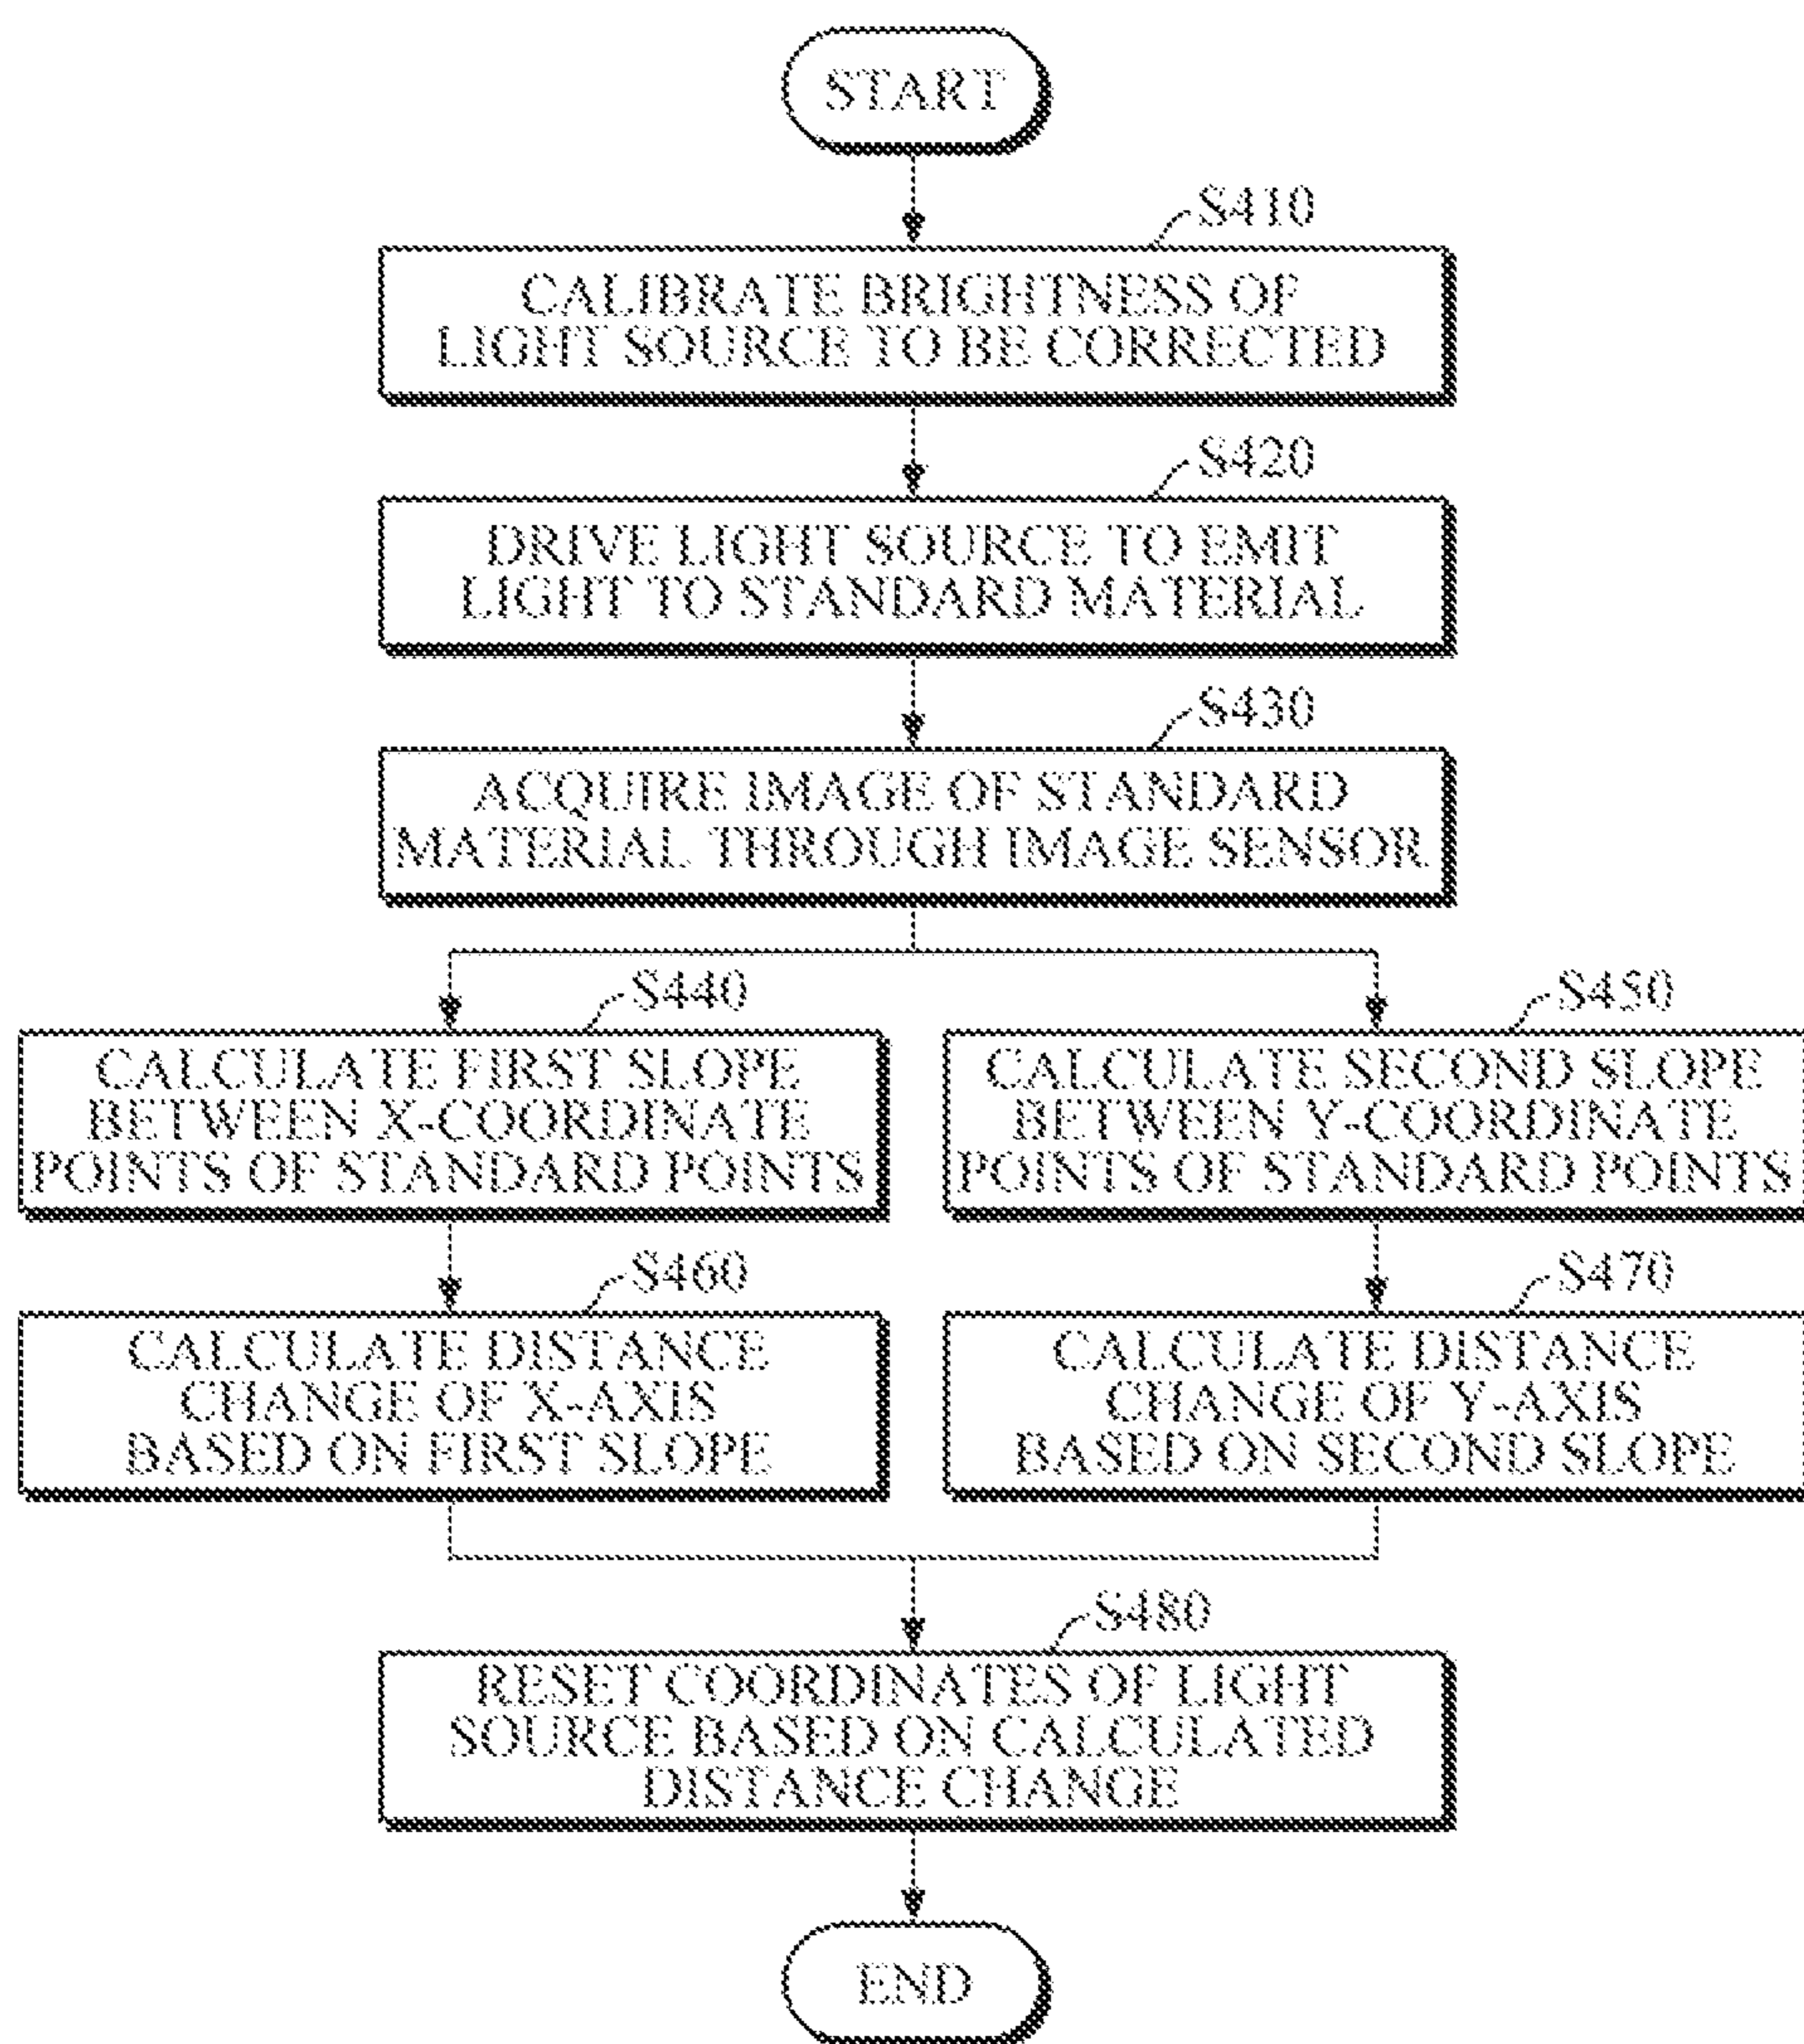 START
S410
CALIBRATE BRIGHTNESS OF
LIGHT SOURCE TO BE CORRECTED
S420
DRIVE LIGHT SOURCE TO EMIT
LIGHT TO STANDARD MATERIAL
S430
ACQUIRE IMAGE OF STANDARD
MATERIAL THROUGH IMAGE SENSOR
S440
CALCULATE FIRST SLOPE
BETWEEN X-COORDINATE
POINTS OF STANDARD POINTS
S450
CALCULATE SECOND SLOPE
BETWEEN Y-COORDINATE
POINTS OF STANDARD POINTS
S460
CALCULATE DISTANCE
CHANGE OF X-AXIS
BASED ON FIRST SLOPE
S470
CALCULATE DISTANCE
CHANGE OF Y-AXIS
BASED ON SECOND SLOPE
S480
RESET COORDINATES OF LIGHT
SOURCE BASED ON CALCULATED
DISTANCE CHANGE
END